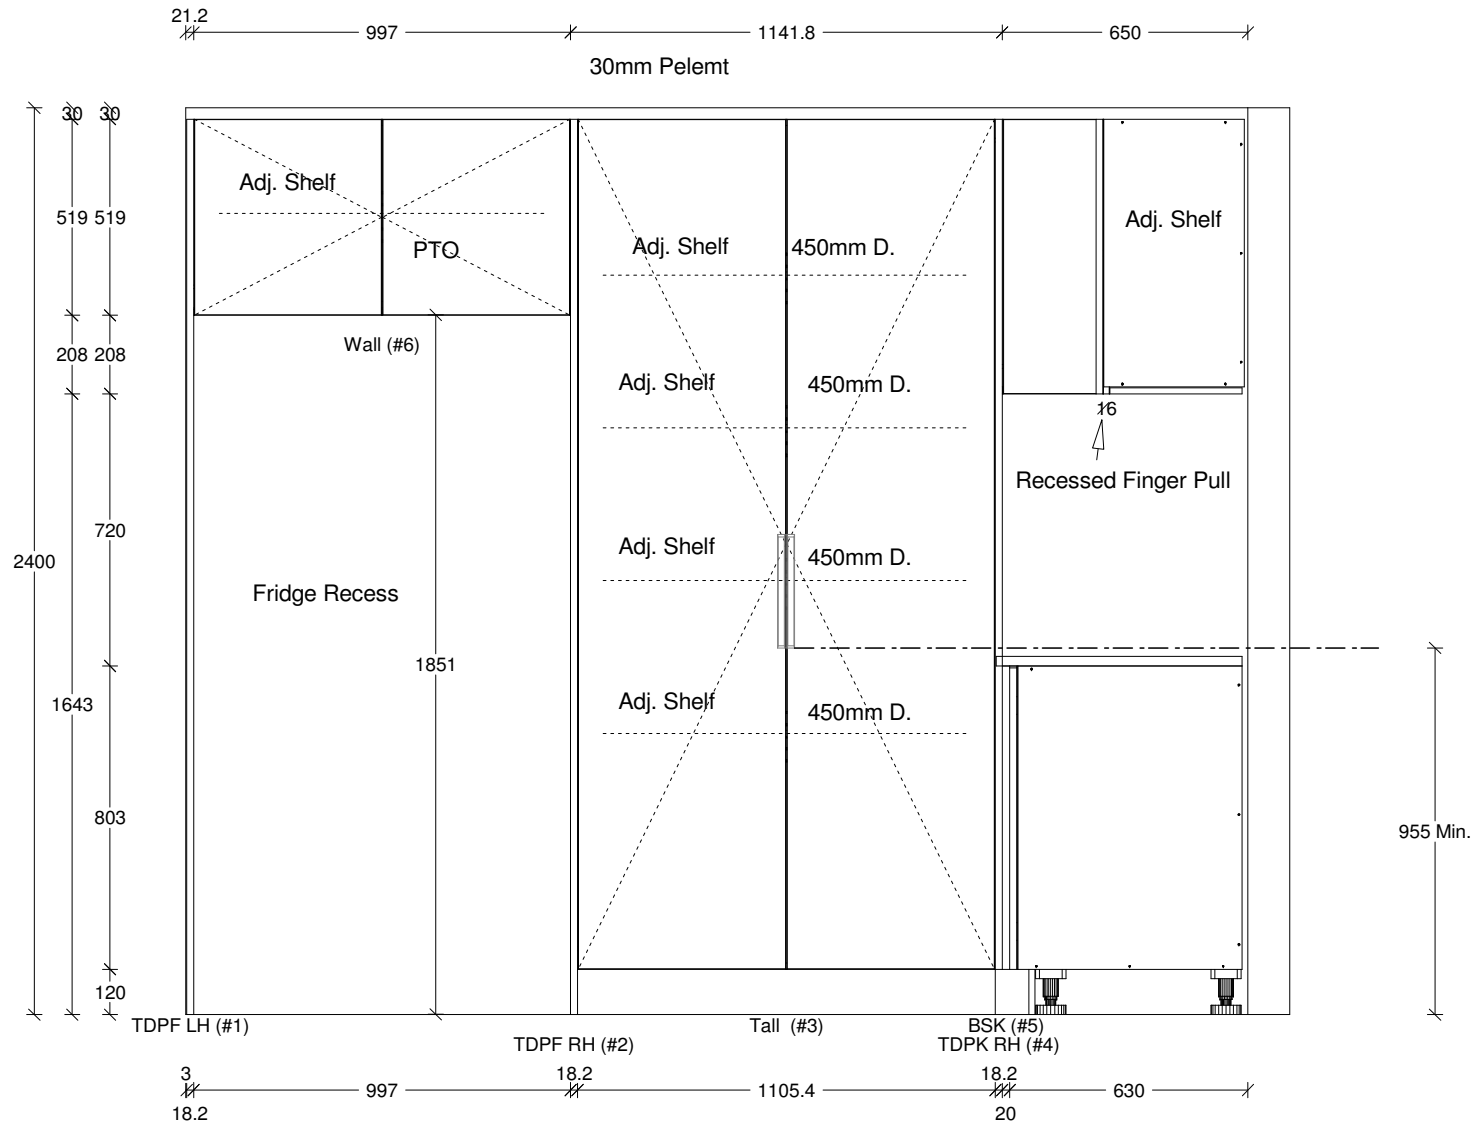 21.2
997
1141.8
650
30mm Pelemt
30
30
519
519
Adj. Shelf
Adj. Shelf
PTO
Adj. Shelf
450mm D.
208
208
Wall (#6)
Adj. Shelf
450mm D.
16
Recessed Finger Pull
720
2400
Adj. Shelf
450mm D.
Fridge Recess
1851
1643
Adj. Shelf
450mm D.
803
955 Min.
120
TDPF LH (#1)
Tall (#3)
BSK (#5)
TDPF RH (#2)
TDPK RH (#4)
3
18.2
18.2
997
1105.4
630
18.2
20